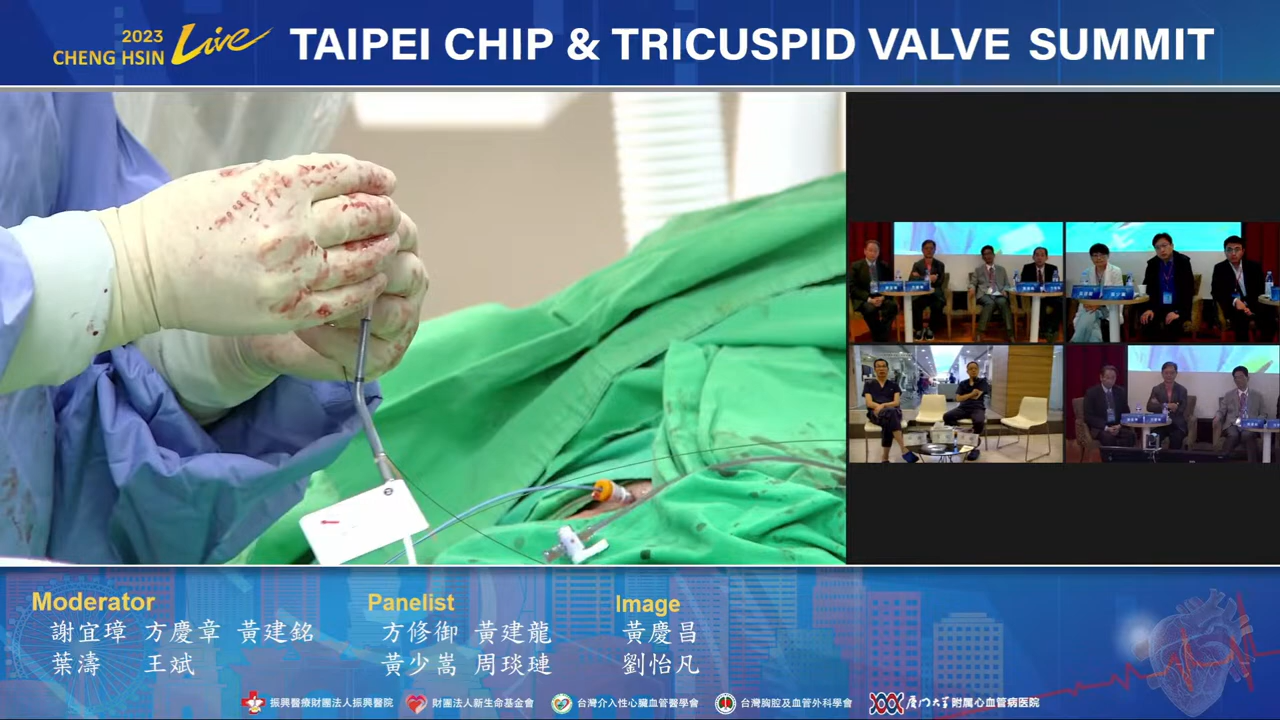 2023
CHENG HSIN Live
TAIPEI CHIP & TRICUSPID VALVE SUMMIT
Moderator
謝宜璋 方慶章 黃建銘
葉濤 王斌
Panelist
方修御 黃建龍
黃少嵩 周琰璉
Image
黃慶昌
劉怡凡
振興醫療財團法人振興醫院
財團法人新生命基金會
台灣介入性心臟血管醫學會
台灣胸腔及血管外科學會
厦门大学附属心血管病医院